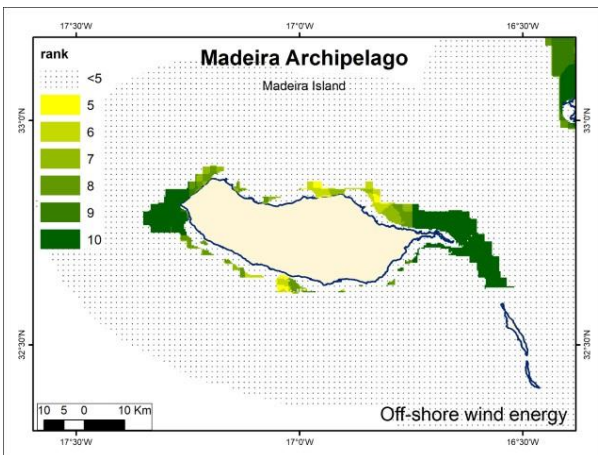 17°30'W 17°0'W 16°30'W
Madeira Archipelago
Madeira Island
rank
<5
5
6
7
8
9
10
33°0'N 33°0'N
32°30'N 32°30'N
10 5 0 10 Km
Off-shore wind energy
17°30'W 17°0'W 16°30'W